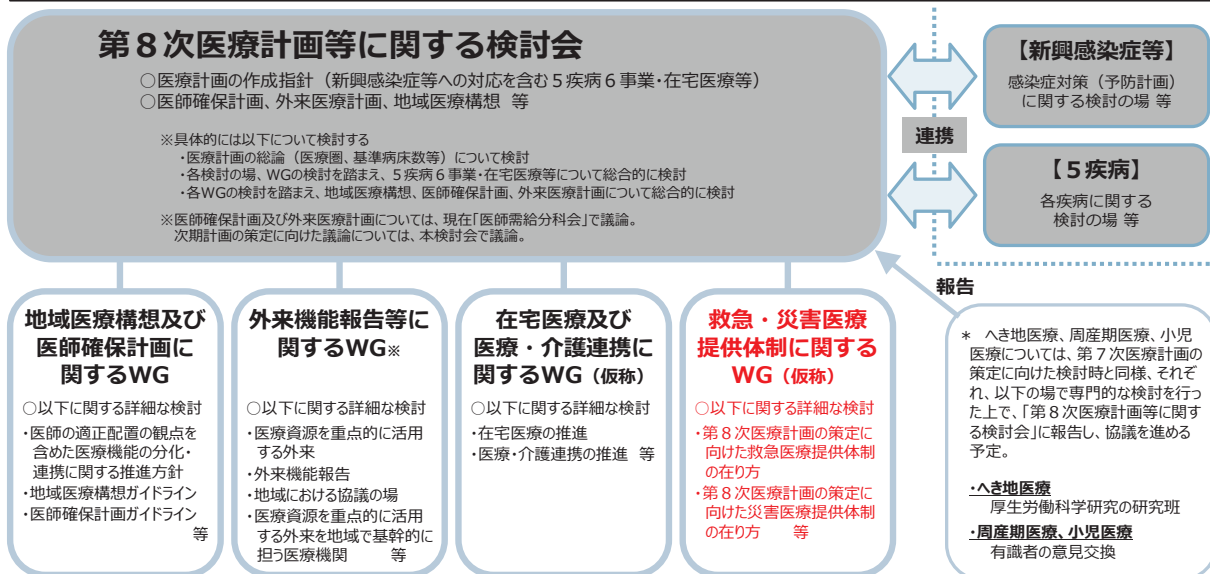 第８次医療計画等に関する検討会
○医療計画の作成指針（新興感染症等への対応を含む５疾病６事業・在宅医療等）
○医師確保計画、外来医療計画、地域医療構想 等
※具体的には以下について検討する
・医療計画の総論（医療圏、基準病床数等）について検討
・各検討の場、WGの検討を踏まえ、５疾病６事業・在宅医療等について総合的に検討
・各WGの検討を踏まえ、地域医療構想、医師確保計画、外来医療計画について総合的に検討
※医師確保計画及び外来医療計画については、現在「医師需給分科会」で議論。
次期計画の策定に向けた議論については、本検討会で議論。
連携
【新興感染症等】
感染症対策（予防計画）
に関する検討の場 等
【５疾病】
各疾病に関する
検討の場 等
報告
地域医療構想及び
医師確保計画に
関するWG
○以下に関する詳細な検討
・医師の適正配置の観点を
含めた医療機能の分化・
連携に関する推進方針
・地域医療構想ガイドライン
・医師確保計画ガイドライン
等
外来機能報告等に
関するWG※
○以下に関する詳細な検討
・医療資源を重点的に活用
する外来
・外来機能報告
・地域における協議の場
・医療資源を重点的に活用
する外来を地域で基幹的に
担う医療機関 等
在宅医療及び
医療・介護連携に
関するWG（仮称）
○以下に関する詳細な検討
・在宅医療の推進
・医療・介護連携の推進 等
救急・災害医療
提供体制に関する
WG（仮称）
○以下に関する詳細な検討
・第８次医療計画の策定に
向けた救急医療提供体制
の在り方
・第８次医療計画の策定に
向けた災害医療提供体制
の在り方 等
＊ へき地医療、周産期医療、小児
医療については、第７次医療計画の
策定に向けた検討時と同様、それぞ
れ、以下の場で専門的な検討を行っ
た上で、「第８次医療計画等に関す
る検討会」に報告し、協議を進める
予定。
・へき地医療
厚生労働科学研究の研究班
・周産期医療、小児医療
有識者の意見交換